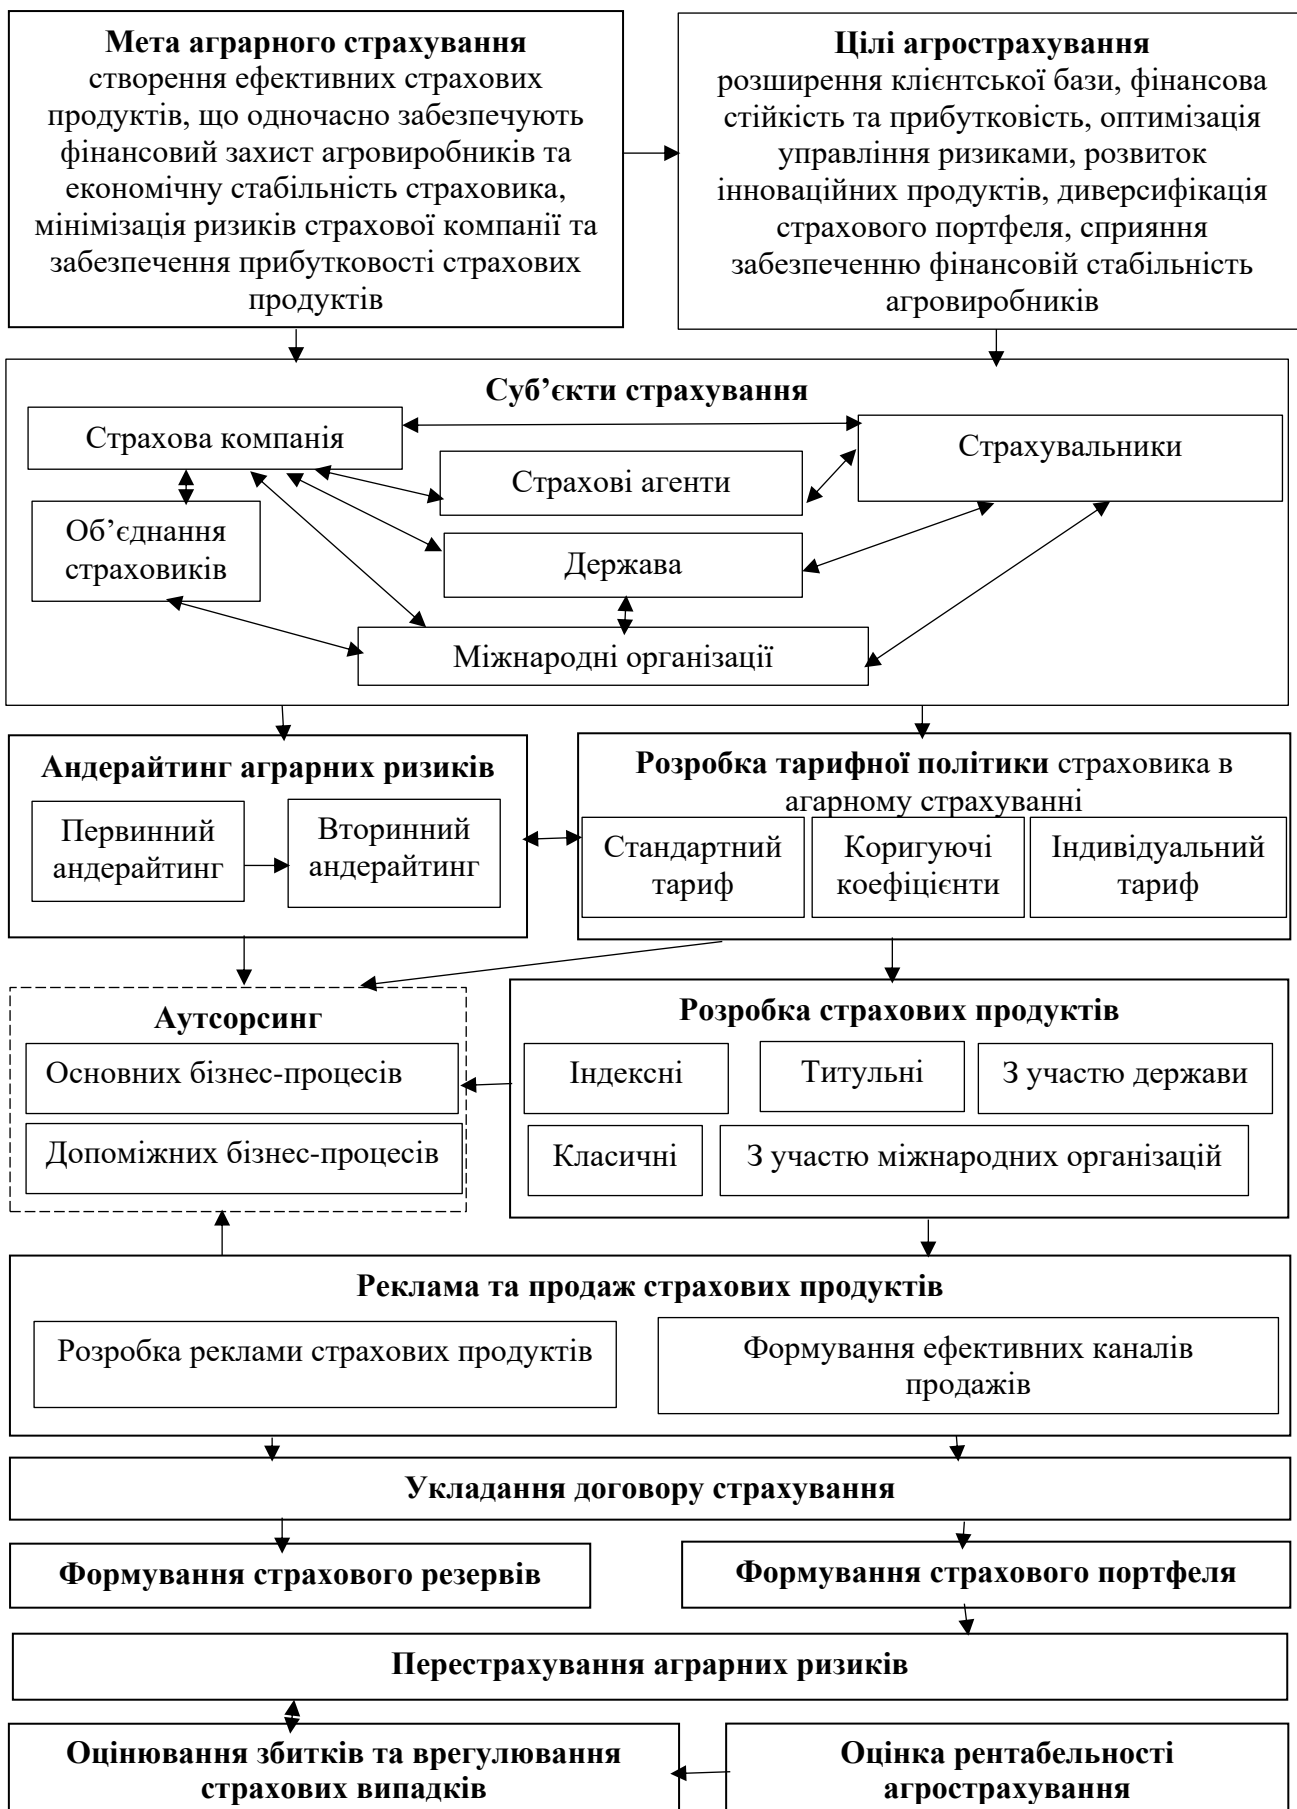 Мета аграрного страхування
створення ефективних страхових
продуктів, що одночасно забезпечують
фінансовий захист агровиробників та
економічну стабільність страховика,
мінімізація ризиків страхової компанії та
забезпечення прибутковості страхових
продуктів
Цілі агрострахування
розширення клієнтської бази, фінансова
стійкість та прибутковість, оптимізація
управління ризиками, розвиток
інноваційних продуктів, диверсифікація
страхового портфеля, сприяння
забезпеченню фінансовій стабільність
агровиробників
Суб’єкти страхування
Страхова компанія
Страхувальники
Страхові агенти
Об’єднання
страховиків
Держава
Міжнародні організації
Андерайтинг аграрних ризиків
Первинний
андерайтинг
Вторинний
андерайтинг
Розробка тарифної політики страховика в
агарному страхуванні
Стандартний
тариф
Коригуючі
коефіцієнти
Індивідуальний
тариф
Аутсорсинг
Основних бізнес-процесів
Допоміжних бізнес-процесів
Розробка страхових продуктів
Індексні
Титульні
З участю держави
Класичні
З участю міжнародних організацій
Реклама та продаж страхових продуктів
Розробка реклами страхових продуктів
Формування ефективних каналів
продажів
Укладання договору страхування
Формування страхового резервів
Формування страхового портфеля
Перестрахування аграрних ризиків
Оцінювання збитків та врегулювання
страхових випадків
Оцінка рентабельності
агрострахування